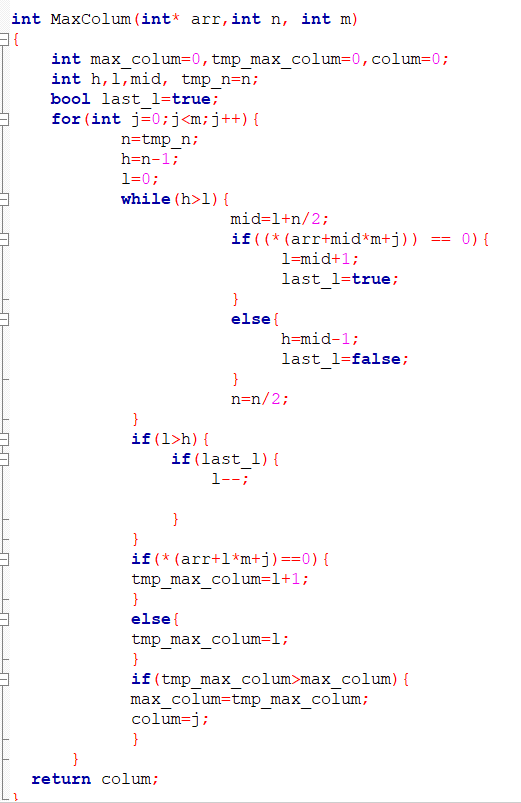 int MaxColum(int* arr,int n, int m)
{
int max_colum=0,tmp_max_colum=0,colum=0;
int h,l,mid, tmp_n=n;
bool last_l=true;
for(int j=0;j<m;j++){
n=tmp_n;
h=n-1;
l=0;
while(h>l){
mid=l+n/2;
if((*(arr+mid*m+j)) == 0){
l=mid+1;
last_l=true;
}
else{
h=mid-1;
last_l=false;
}
n=n/2;
}
if(l>h){
if(last_l){
l--;
}
}
if(*(arr+l*m+j)==0){
tmp_max_colum=l+1;
}
else{
tmp_max_colum=l;
}
if(tmp_max_colum>max_colum){
max_colum=tmp_max_colum;
colum=j;
}
}
return colum;
}